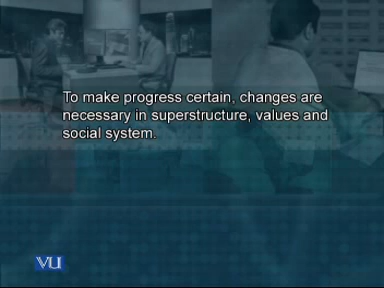 To make progress certain, changes are
necessary in superstructure, values and
social system.
VU